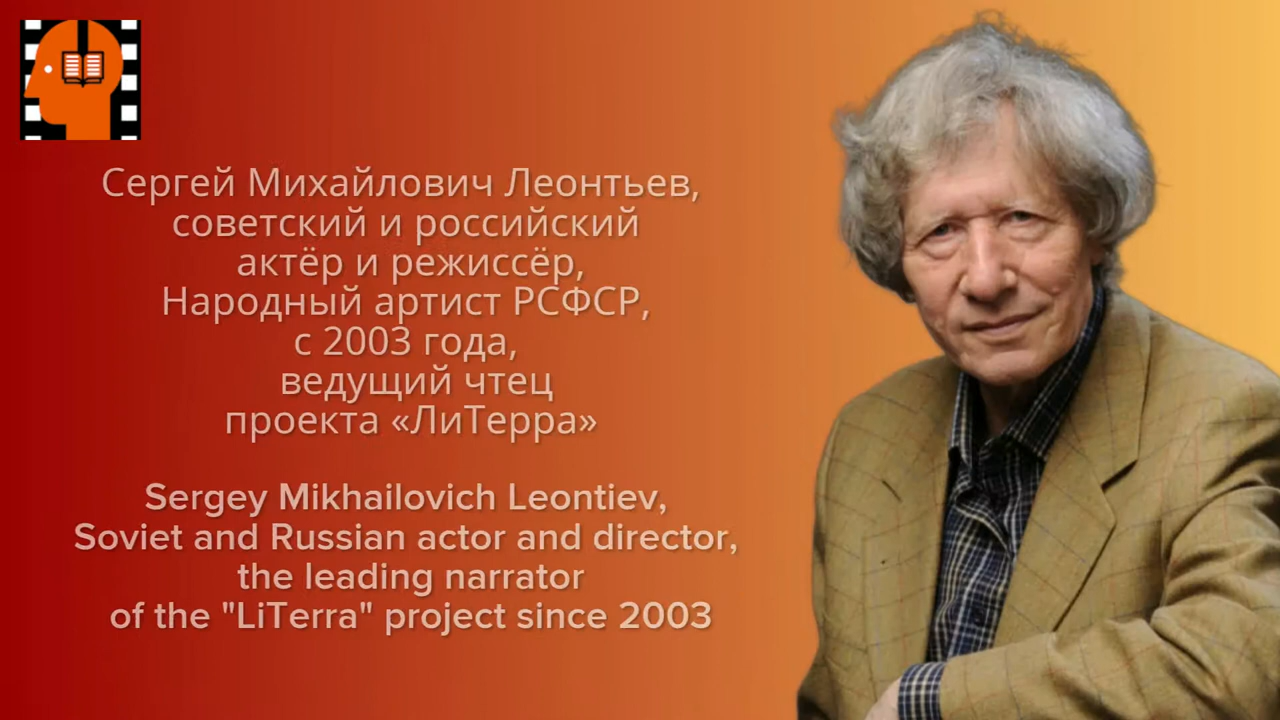 Сергей Михайлович Леонтьев,
советский и российский
актёр и режиссёр,
Народный артист РСФСР,
с 2003 года,
ведущий чтец
проекта «ЛиТерра»
Sergey Mikhailovich Leontiev,
Soviet and Russian actor and director,
the leading narrator
of the "LiTerra" project since 2003